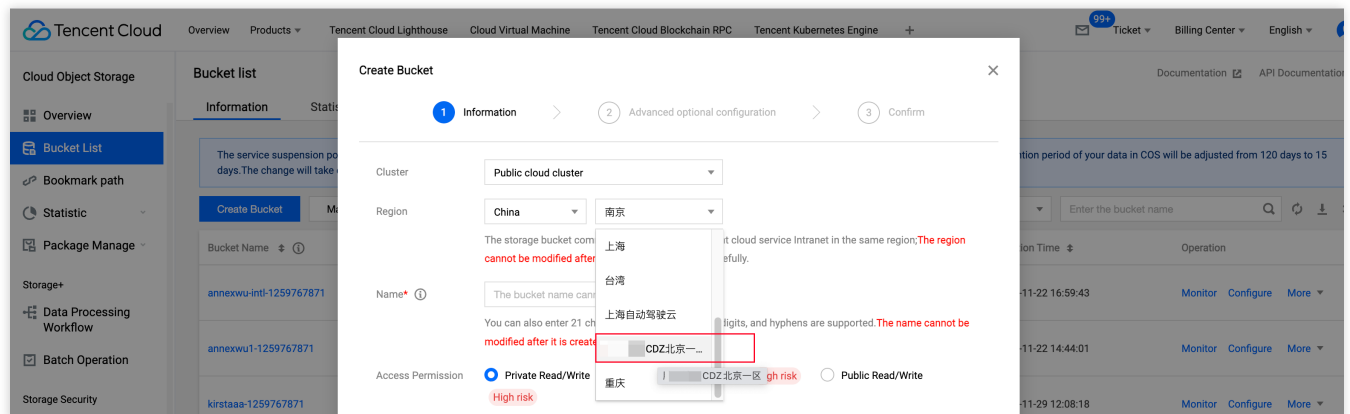 Tencent Cloud Overview Products Tencent Cloud Lighthouse Cloud Virtual Machine Tencent Cloud Blockchain RPC Tencent Kubernetes Engine + 99+ Ticket Billing Center English
Cloud Object Storage
Overview
Bucket List
Bookmark path
Statistic
Package Manage
Storage+
Data Processing
Workflow
Batch Operation
Storage Security
Bucket list
Documentation API Documentation
Information
The service suspension
days.The change will take
tion period of your data in COS will be adjusted from 120 days to 15
Create Bucket
Enter the bucket name
Bucket Name
ion Time
Operation
annexwu-intl-1259767871
-11-22 16:59:43
Monitor Configure More
annexwu1-1259767871
-11-22 14:44:01
Monitor Configure More
kirstaaa-1259767871
-11-29 12:08:18
Monitor Configure More
Create Bucket
1 Information
2 Advanced optional configuration
3 Confirm
Cluster Public cloud cluster
Region China 南京
The storage bucket
t cloud service Intranet in the same region;The region
cannot be modified after
efully.
上海
台湾
上海自动驾驶云
CDZ北京一...
重庆
CDZ北京一区
Name*
The bucket name
You can also enter 21
digits, and hyphens are supported.The name cannot be
modified after it is
Access Permission
Private Read/Write
High risk
gh risk
Public Read/Write